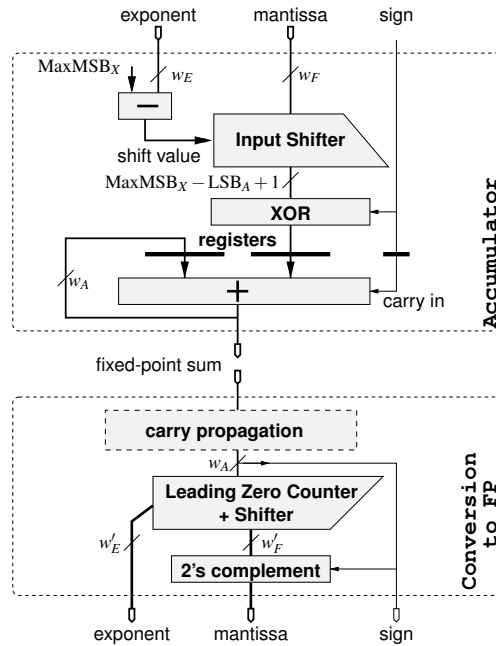 exponent mantissa sign
MaxMSB_X
w_E
w_F
−
Input Shifter
shift value
MaxMSB_X − LSB_A + 1
XOR
registers
w_A
+
carry in
Accumulator
fixed-point sum
carry propagation
w_A
Leading Zero Counter
+ Shifter
w'_E
w'_F
2's complement
Conversion
to FP
exponent mantissa sign